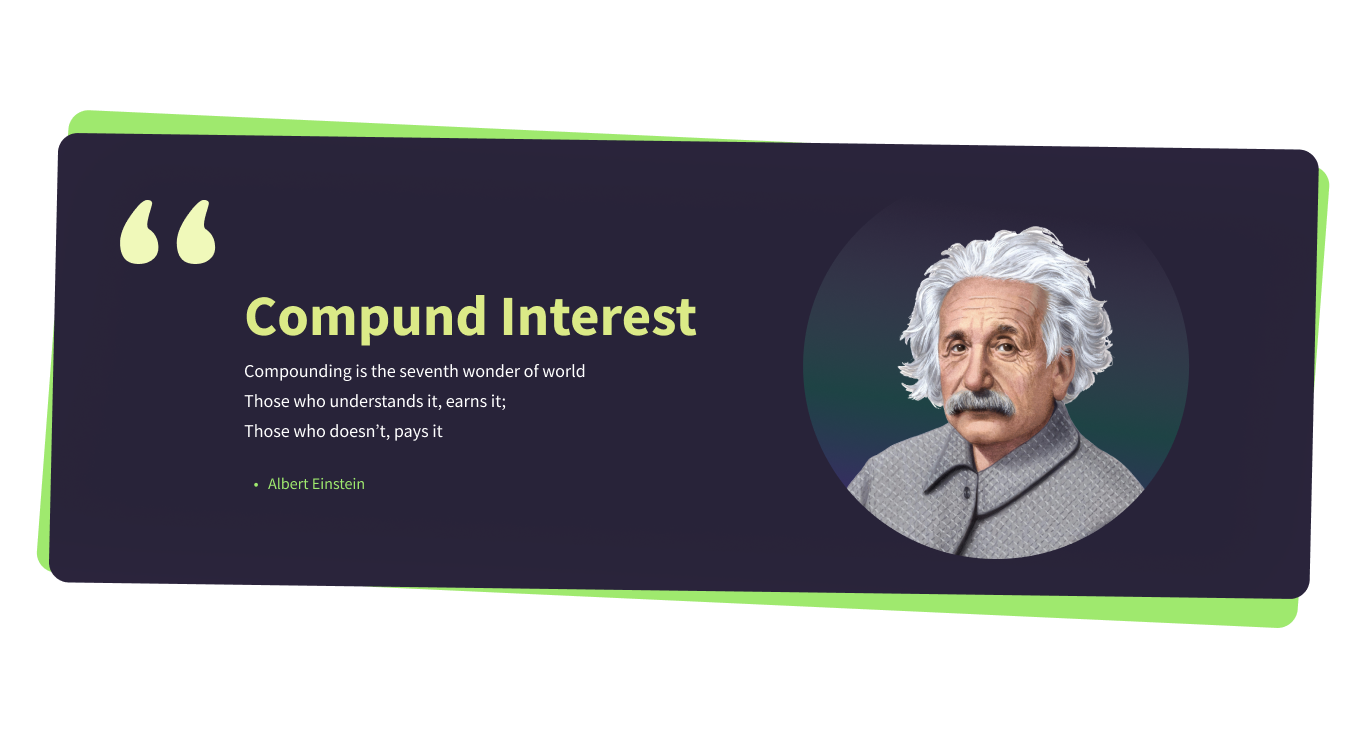 “
Compund Interest
Compounding is the seventh wonder of world
Those who understands it, earns it;
Those who doesn’t, pays it
• Albert Einstein